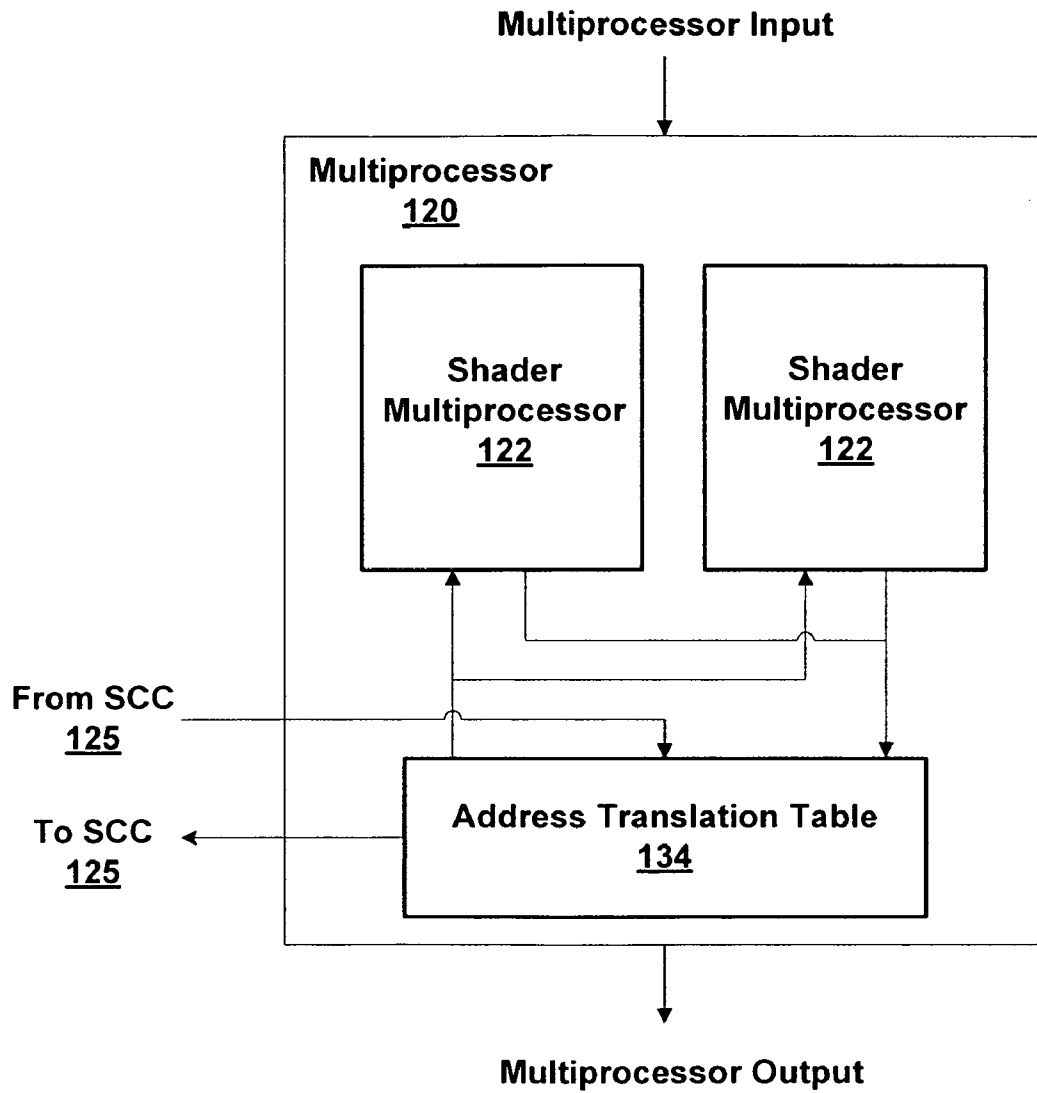 Multiprocessor Input
Multiprocessor
120
Shader
Multiprocessor
122
Shader
Multiprocessor
122
From SCC
125
To SCC
125
Address Translation Table
134
Multiprocessor Output